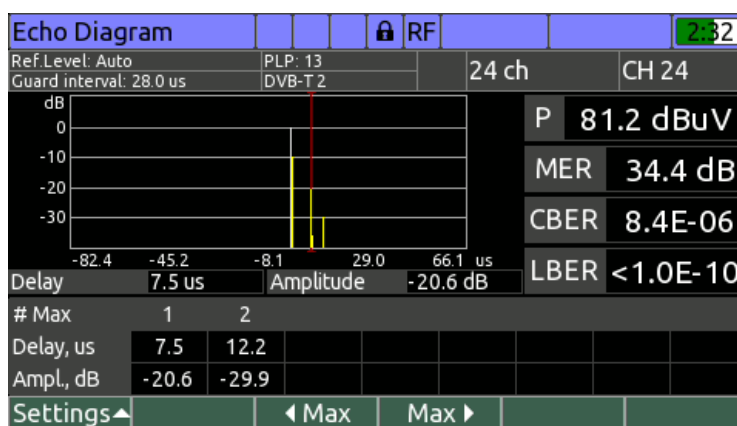 Echo Diagram RF 2:32
Ref.Level: Auto PLP: 13 24 ch CH 24
Guard interval: 28.0 us DVB-T2
dB
0
-10
-20
-30
-82.4 -45.2 -8.1 29.0 66.1 us
P 81.2 dBuV
MER 34.4 dB
CBER 8.4E-06
LBER <1.0E-10
Delay 7.5 us Amplitude -20.6 dB
# Max 1 2
Delay, us 7.5 12.2
Ampl., dB -20.6 -29.9
Settings Max Max